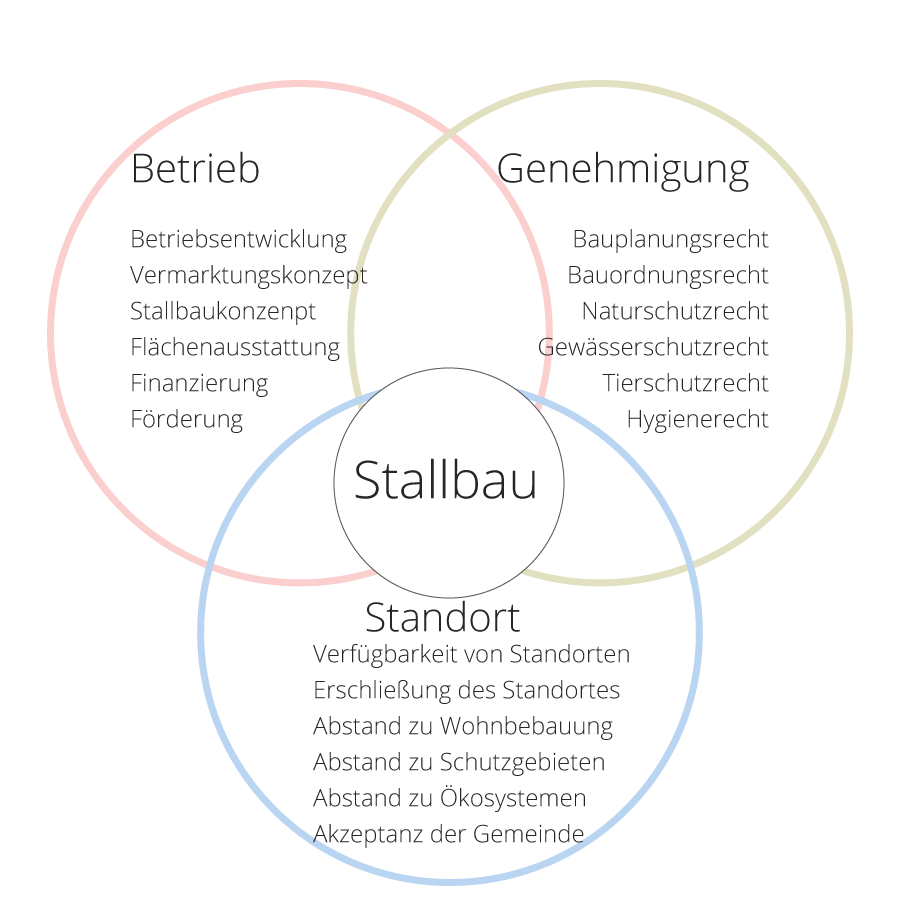 Betrieb
Betriebsentwicklung
Vermarktungskonzept
Stallbaukonzenpt
Flächenausstattung
Finanzierung
Förderung
Genehmigung
Bauplanungsrecht
Bauordnungsrecht
Naturschutzrecht
Gewässerschutzrecht
Tierschutzrecht
Hygienerecht
Stallbau
Standort
Verfügbarkeit von Standorten
Erschließung des Standortes
Abstand zu Wohnbebauung
Abstand zu Schutzgebieten
Abstand zu Ökosystemen
Akzeptanz der Gemeinde